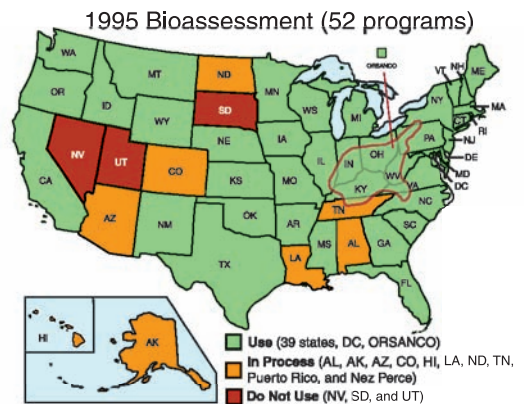 1995 Bioassessment (52 programs)
ORSANCO
WA
MT
ND
MN
VT
NH
ME
OR
ID
SD
WS
MI
NY
MA
WY
CT
RI
NE
IA
PA
NJ
NV
UT
IL
IN
OH
DE
CO
WV
MD
CA
KS
MO
KY
VA
DC
AZ
NM
OK
AR
TN
NC
SC
TX
LA
MS
AL
GA
FL
HI
AK
Use (39 states, DC, ORSANCO)
In Process (AL, AK, AZ, CO, HI, LA, ND, TN,
Puerto Rico, and Nez Perce)
Do Not Use (NV, SD, and UT)